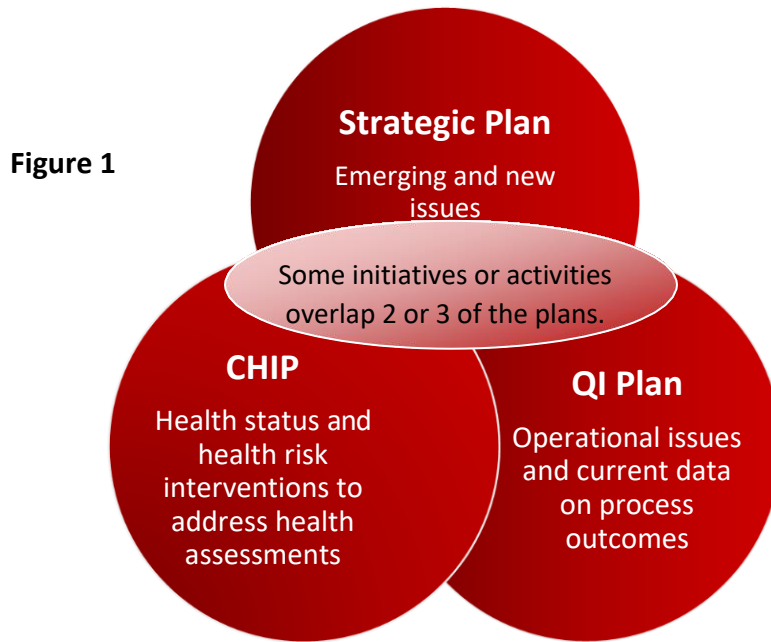 Figure 1
Strategic Plan
Emerging and new
issues
Some initiatives or activities
overlap 2 or 3 of the plans.
CHIP
Health status and
health risk
interventions to
address health
assessments
QI Plan
Operational issues
and current data
on process
outcomes